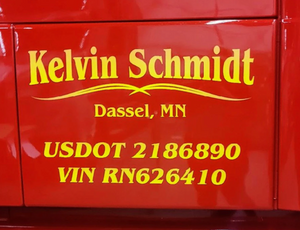 Kelvin Schmidt
Dassel, MN
USDOT 2186890
VIN RN626410